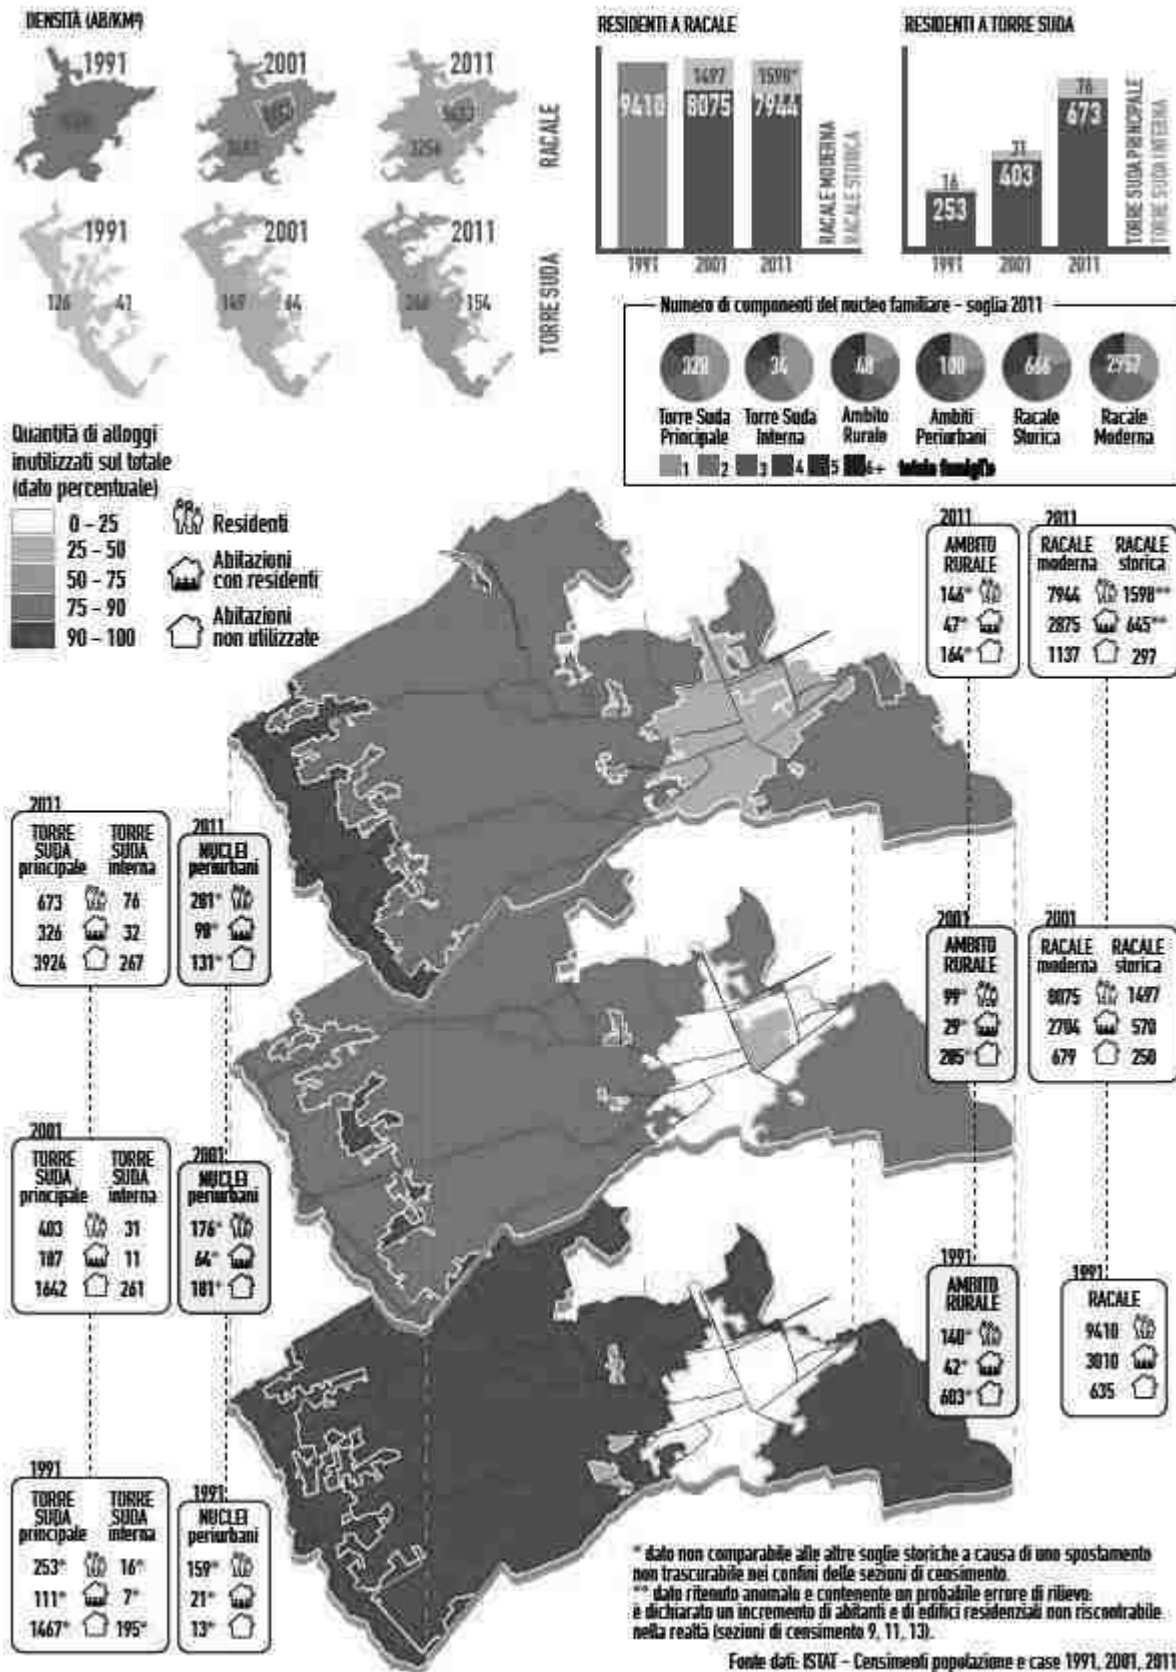 DENSITÀ (AB/KM²)
1991
2001
2011
3256
RACALE
1991
2001
2011
126
41
149
64
154
TORRE SUDA
RESIDENTI A RACALE
9410
1497
8075
1598*
7944
1991
2001
2011
RACALE MODERNA
RACALE STORICA
RESIDENTI A TORRE SUDA
16
253
31
403
76
673
1991
2001
2011
TORRE SUDA PRINCIPALE
TORRE SUDA INTERNA
Numero di componenti del nucleo familiare - soglia 2011
328
34
48
100
666
2957
Torre Suda Principale
Torre Suda Interna
Ambito Rurale
Ambiti Periurbani
Racale Storica
Racale Moderna
1 2 3 4 5 6+ totale famiglie
Quantità di alloggi
inutilizzati sul totale
(dato percentuale)
0 - 25
25 - 50
50 - 75
75 - 90
90 - 100
Residenti
Abitazioni
con residenti
Abitazioni
non utilizzate
2011
AMBITO
RURALE
146*
47*
164*
2011
RACALE moderna
RACALE storica
7944 1598**
2875 645**
1137 297
2011
TORRE SUDA principale
TORRE SUDA interna
673 76
326 32
3924 267
2011
NUCLEI
periurbani
281*
98*
131*
2001
AMBITO
RURALE
99*
29*
205*
2001
RACALE moderna
RACALE storica
8075 1497
2704 570
679 250
2001
TORRE SUDA principale
TORRE SUDA interna
403 31
187 11
1642 261
2001
NUCLEI
periurbani
176*
64*
181*
1991
AMBITO
RURALE
140*
42*
603*
1991
RACALE
9410
3010
635
1991
TORRE SUDA principale
TORRE SUDA interna
253* 16*
111* 7*
1467* 195*
1991
NUCLEI
periurbani
159*
21*
13*
* dato non comparabile alle altre soglie storiche a causa di uno spostamento
non trascurabile nei confini delle sezioni di censimento.
** dato ritenuto anomalo e contenente un probabile errore di rilievo:
è dichiarato un incremento di abitanti e di edifici residenziali non riscontrabile
nella realtà (sezioni di censimento 9, 11, 13).
Fonte dati: ISTAT - Censimenti popolazione e case 1991, 2001, 2011